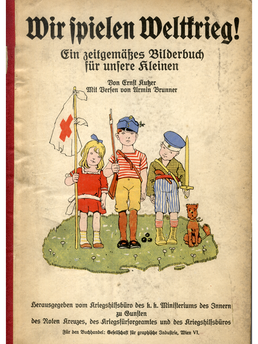 Wir spielen Weltkrieg!
Ein zeitgemäßes Bilderbuch
für unsere Kleinen
Von Ernst Kutzer
Mit Versen von Armin Brunner
Herausgegeben vom Kriegshilfsbüro des k. k. Ministeriums des Innern
zu Gunsten
des Roten Kreuzes, des Kriegsfürsorgeamtes und des Kriegshilfsbüros
Für den Buchhandel: Gesellschaft für graphische Industrie, Wien VI.